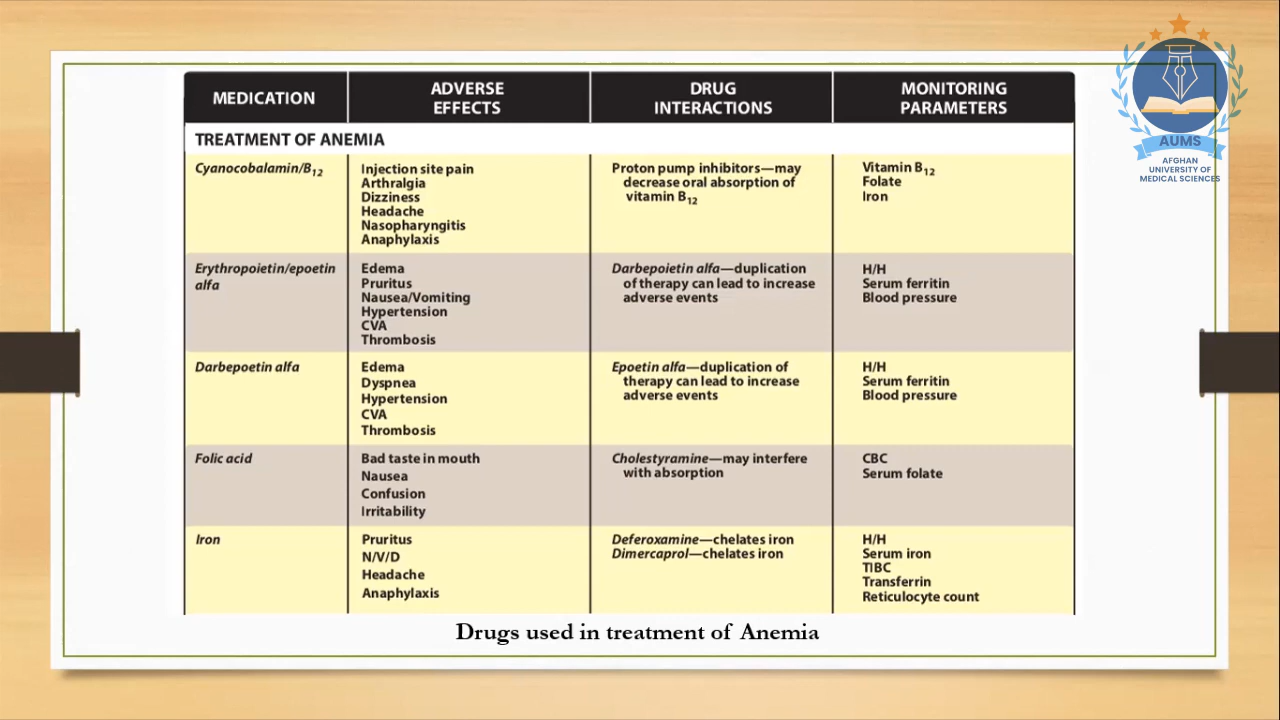 MEDICATION
ADVERSE
EFFECTS
DRUG
INTERACTIONS
MONITORING
PARAMETERS
TREATMENT OF ANEMIA
Cyanocobalamin/B12
Injection site pain
Arthralgia
Dizziness
Headache
Nasopharyngitis
Anaphylaxis
Proton pump inhibitors—may
decrease oral absorption of
vitamin B12
Vitamin B12
Folate
Iron
Erythropoietin/epoetin
alfa
Edema
Pruritus
Nausea/Vomiting
Hypertension
CVA
Thrombosis
Darbepoietin alfa—duplication
of therapy can lead to increase
adverse events
H/H
Serum ferritin
Blood pressure
Darbepoetin alfa
Edema
Dyspnea
Hypertension
CVA
Thrombosis
Epoetin alfa—duplication of
therapy can lead to increase
adverse events
H/H
Serum ferritin
Blood pressure
Folic acid
Bad taste in mouth
Nausea
Confusion
Irritability
Cholestyramine—may interfere
with absorption
CBC
Serum folate
Iron
Pruritus
N/V/D
Headache
Anaphylaxis
Deferoxamine—chelates iron
Dimercaprol—chelates iron
H/H
Serum iron
TIBC
Transferrin
Reticulocyte count
Drugs used in treatment of Anemia
AUMS
AFGHAN
UNIVERSITY OF
MEDICAL SCIENCES